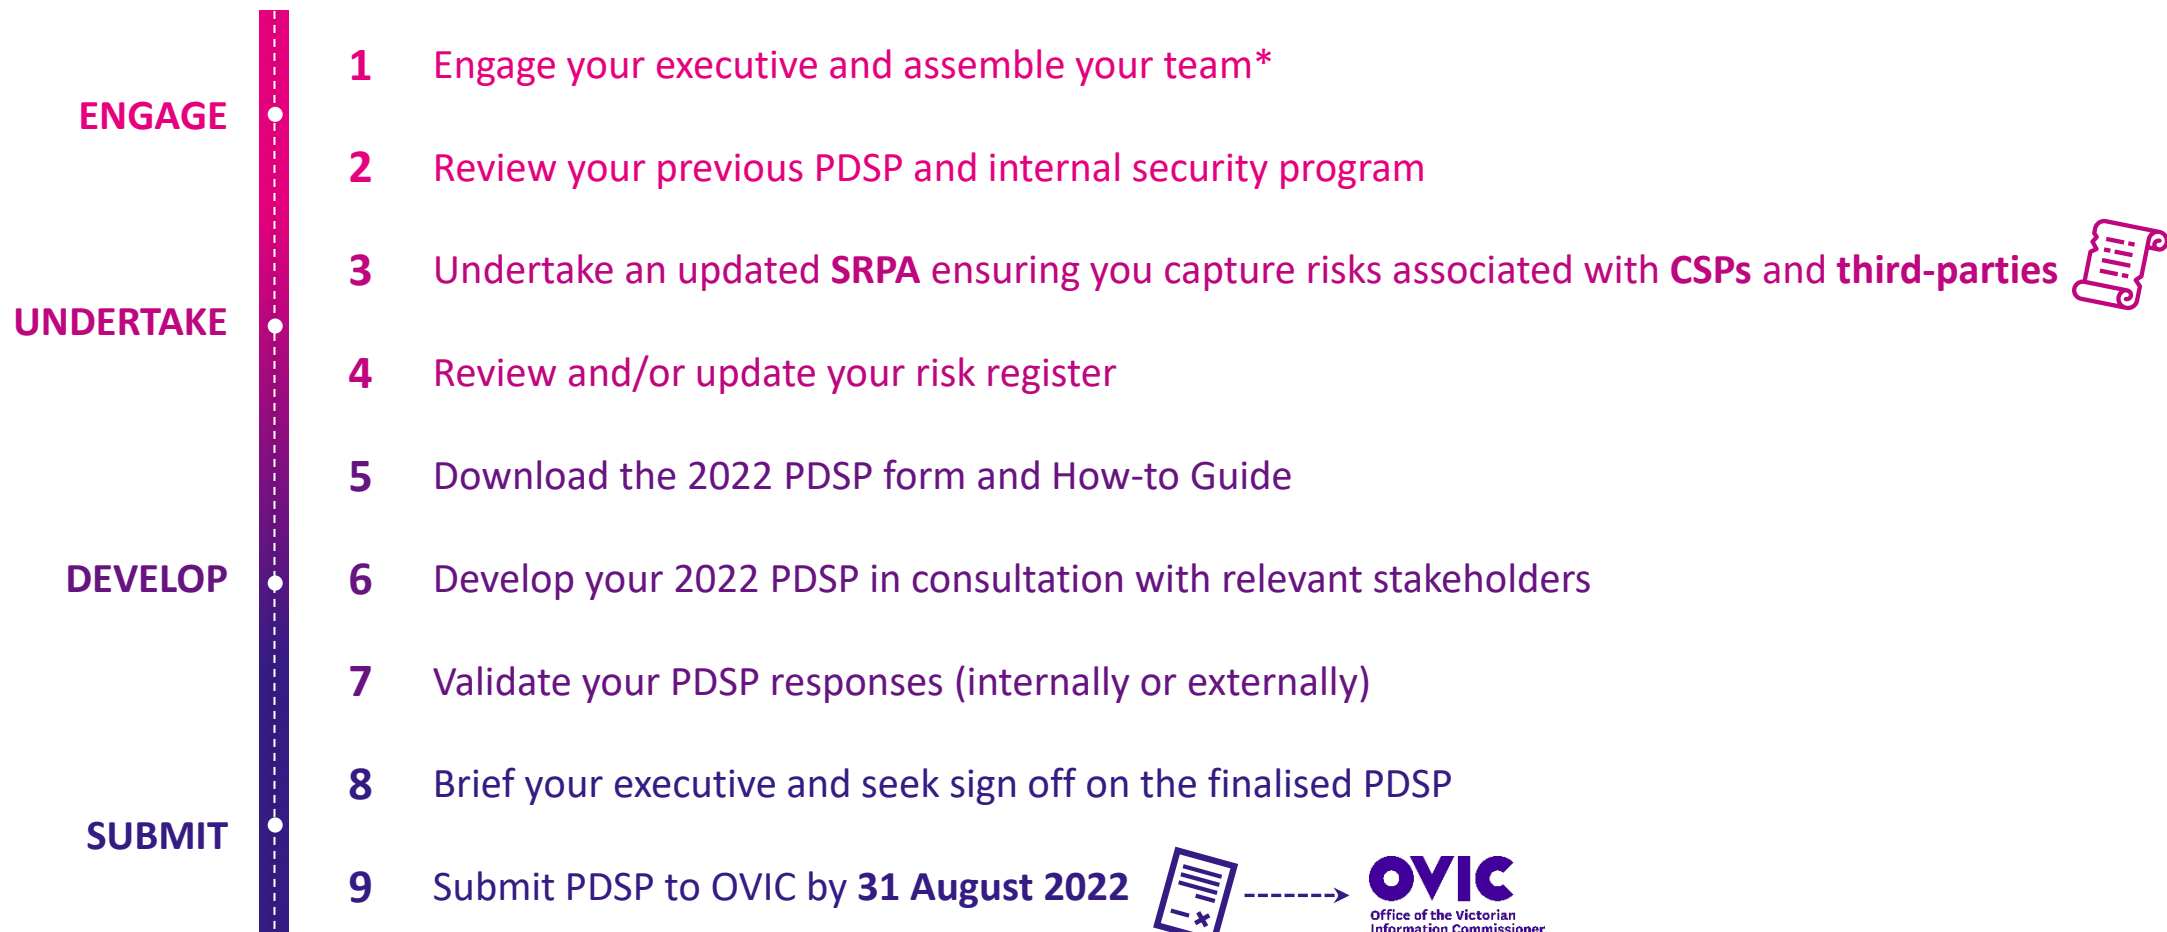 ENGAGE
1 Engage your executive and assemble your team*
2 Review your previous PDSP and internal security program
UNDERTAKE
3 Undertake an updated SRPA ensuring you capture risks associated with CSPs and third-parties
4 Review and/or update your risk register
DEVELOP
5 Download the 2022 PDSP form and How-to Guide
6 Develop your 2022 PDSP in consultation with relevant stakeholders
7 Validate your PDSP responses (internally or externally)
SUBMIT
8 Brief your executive and seek sign off on the finalised PDSP
9 Submit PDSP to OVIC by 31 August 2022
OVIC
Office of the Victorian
Information Commissioner